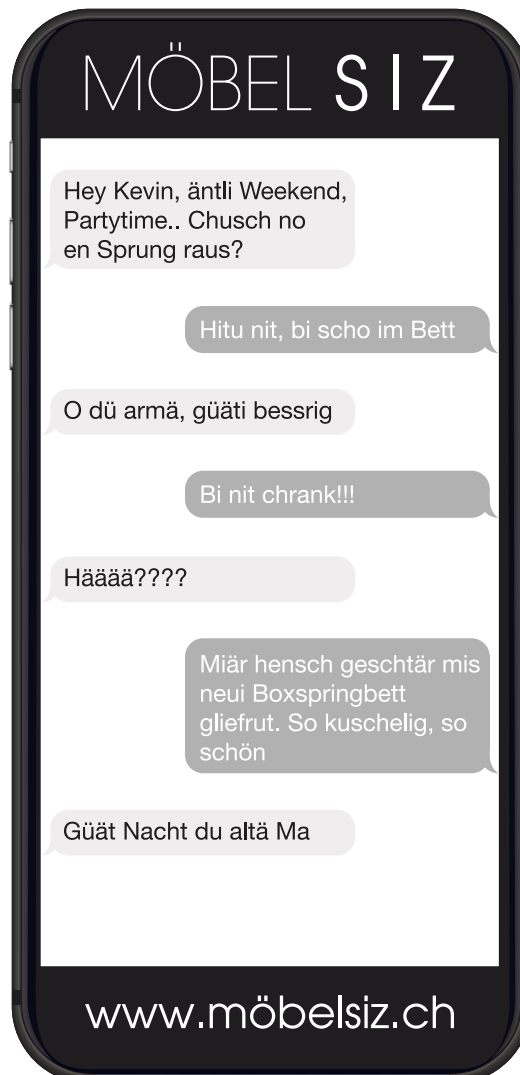 MÖBEL SIZ
Hey Kevin, äntli Weekend,
Partytime.. Chusch no
en Sprung raus?
Hitu nit, bi scho im Bett
O dü armä, güäti bessrig
Bi nit chrank!!!
Häää????
Miär hensch geschtär mis
neui Boxspringbett
gliefrut. So kuschelig, so
schön
Güät Nacht du altä Ma
www.möbelsiz.ch